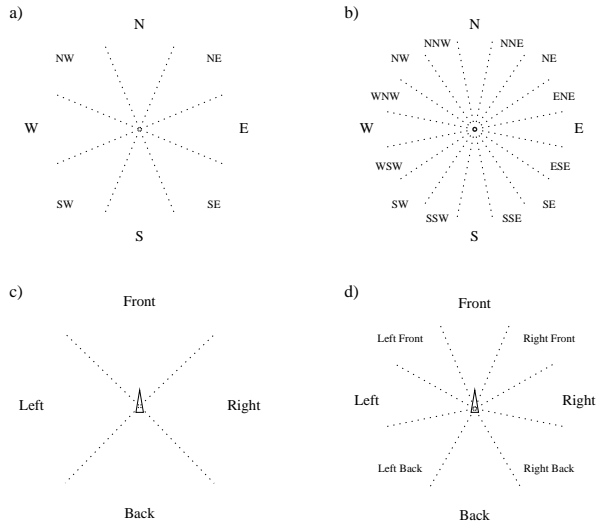 a)
N
NW
NE
W
E
SW
SE
S
b)
N
NNW
NNE
NW
NE
WNW
ENE
W
E
WSW
ESE
SW
SE
SSW
SSE
S
c)
Front
Left
Right
Back
d)
Front
Left Front
Right Front
Left
Right
Left Back
Right Back
Back